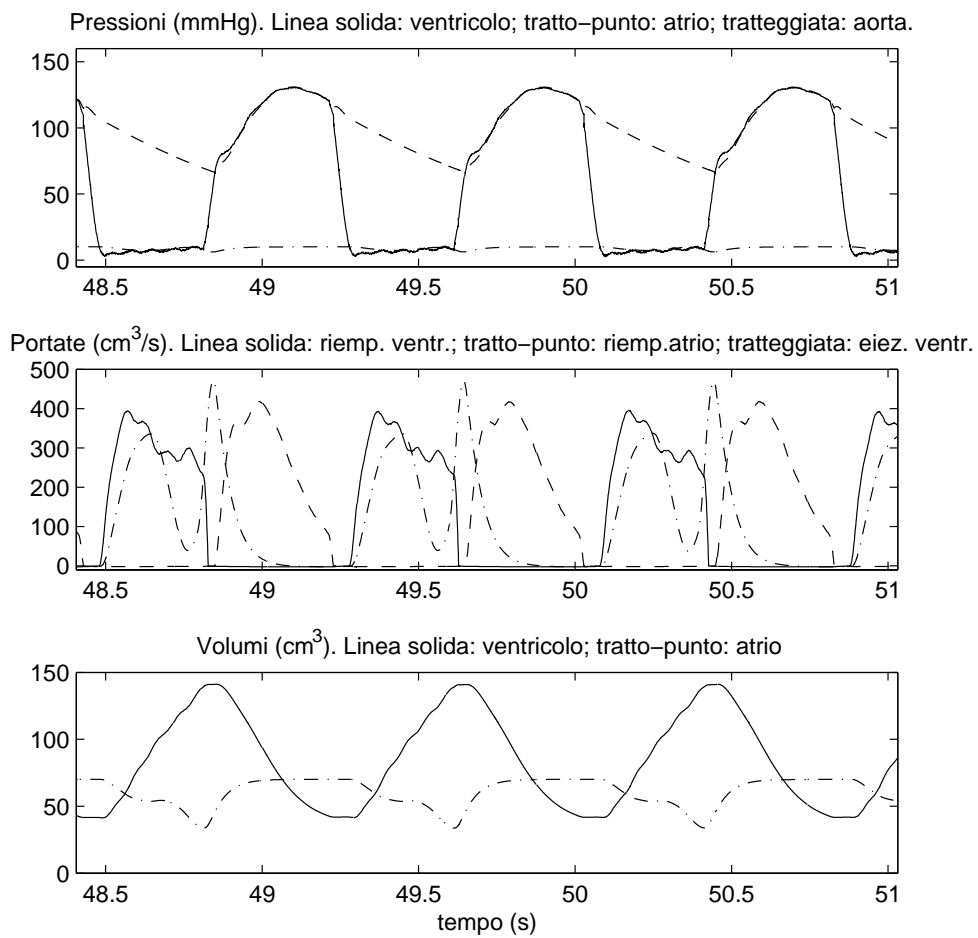 Pressioni (mmHg). Linea solida: ventricolo; tratto−punto: atrio; tratteggiata: aorta.
150
100
50
0
48.5 49 49.5 50 50.5 51
Portate (cm³/s). Linea solida: riemp. ventr.; tratto−punto: riemp.atrio; tratteggiata: eiez. ventr.
500
400
300
200
100
0
48.5 49 49.5 50 50.5 51
Volumi (cm³). Linea solida: ventricolo; tratto−punto: atrio
150
100
50
0
48.5 49 49.5 50 50.5 51
tempo (s)